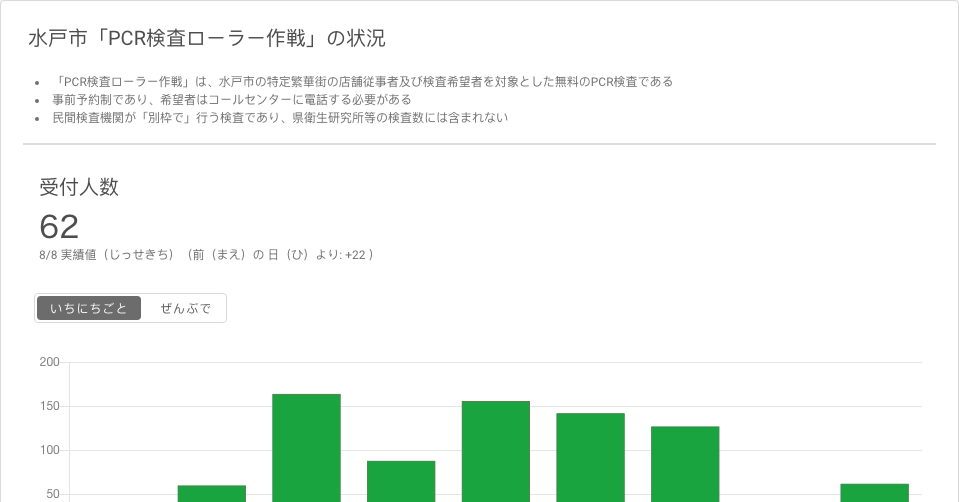 水戸市「PCR検査ローラー作戦」の状況
「PCR検査ローラー作戦」は、水戸市の特定繁華街の店舗従事者及び検査希望者を対象とした無料のPCR検査である
事前予約制であり、希望者はコールセンターに電話する必要がある
民間検査機関が「別枠で」行う検査であり、県衛生研究所等の検査数には含まれない
受付人数
62
8/8 実績値（じっせきち）（前（まえ）の 日（ひ）より: +22 ）
いちにちごと ぜんぶで
200
150
100
50